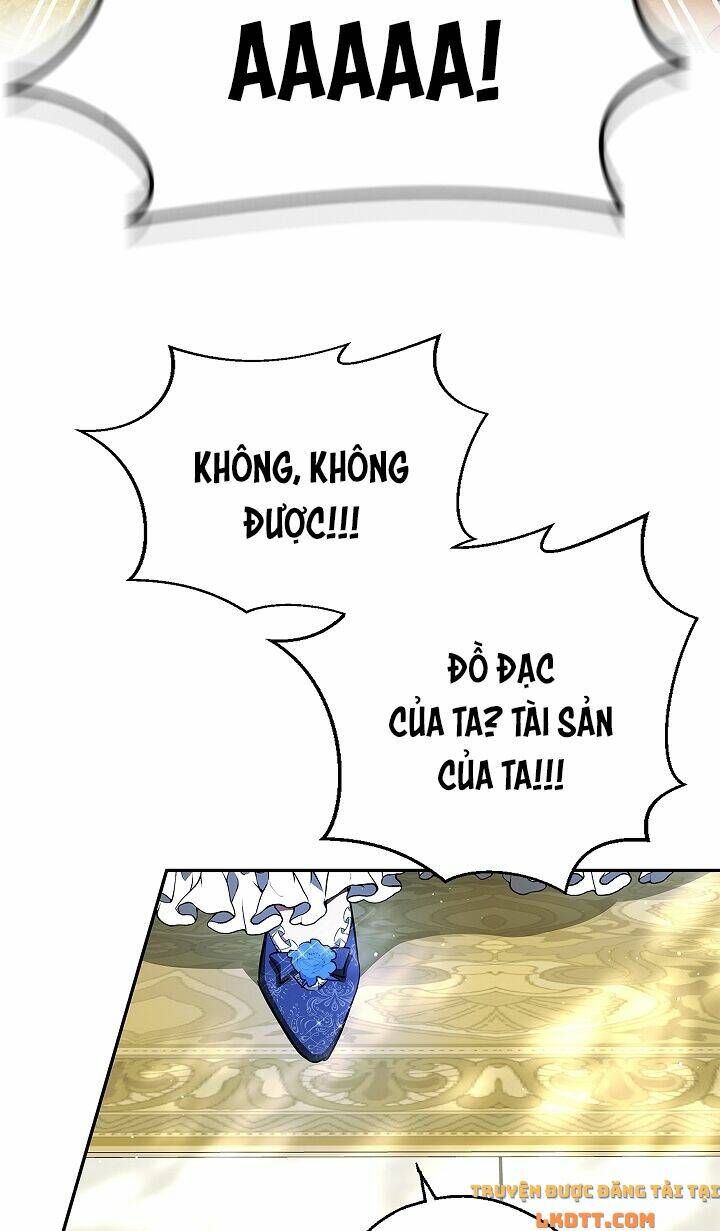 AAAAA!
KHÔNG, KHÔNG
ĐƯỢC!!!
ĐỒ ĐẠC
CỦA TA? TÀI SẢN
CỦA TA!!!
TRUYỆN ĐƯỢC ĐĂNG TẢI TẠI
LKDTT.COM